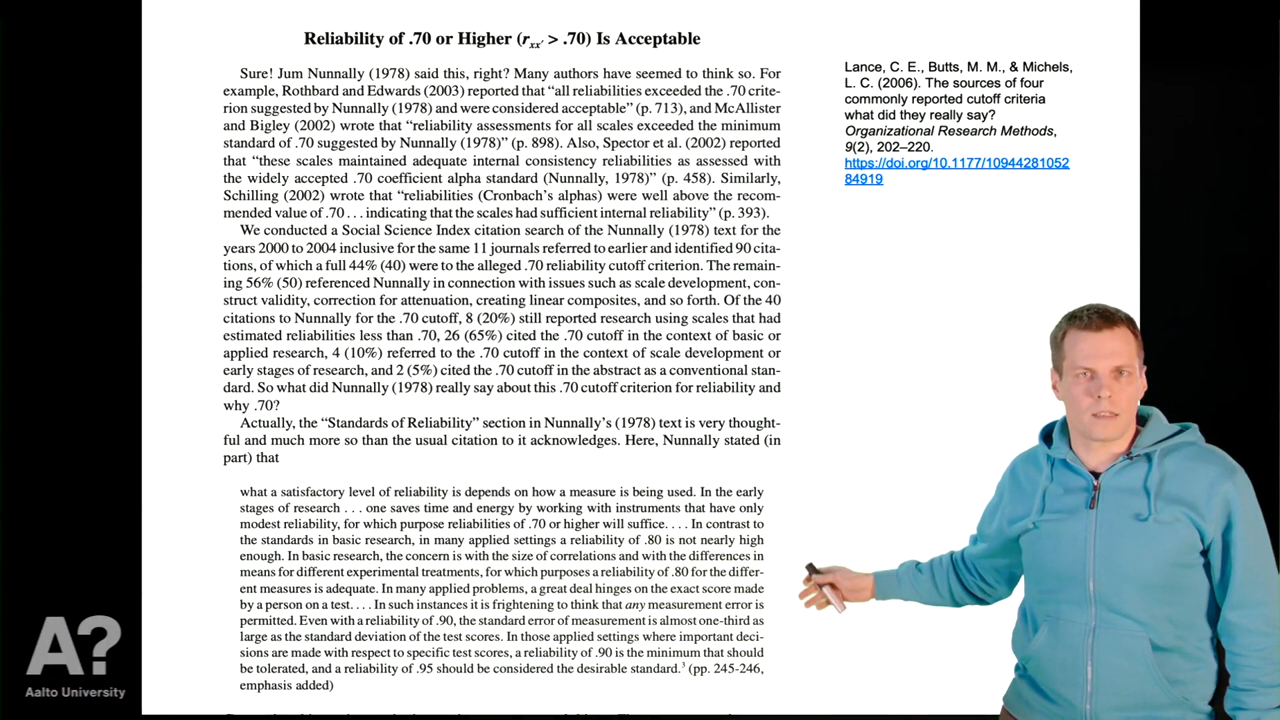 Reliability of .70 or Higher (rxx′ > .70) Is Acceptable
Sure! Jum Nunnally (1978) said this, right? Many authors have seemed to think so. For
example, Rothbard and Edwards (2003) reported that “all reliabilities exceeded the .70 crite-
rion suggested by Nunnally (1978) and were considered acceptable” (p. 713), and McAllister
and Bigley (2002) wrote that “reliability assessments for all scales exceeded the minimum
standard of .70 suggested by Nunnally (1978)” (p. 898). Also, Spector et al. (2002) reported
that “these scales maintained adequate internal consistency reliabilities as assessed with
the widely accepted .70 coefficient alpha standard (Nunnally, 1978)” (p. 458). Similarly,
Schilling (2002) wrote that “reliabilities (Cronbach’s alphas) were well above the recom-
mended value of .70 . . . indicating that the scales had sufficient internal reliability” (p. 393).
We conducted a Social Science Index citation search of the Nunnally (1978) text for the
years 2000 to 2004 inclusive for the same 11 journals referred to earlier and identified 90 cita-
tions, of which a full 44% (40) were to the alleged .70 reliability cutoff criterion. The remain-
ing 56% (50) referenced Nunnally in connection with issues such as scale development, con-
struct validity, correction for attenuation, creating linear composites, and so forth. Of the 40
citations to Nunnally for the .70 cutoff, 8 (20%) still reported research using scales that had
estimated reliabilities less than .70, 26 (65%) cited the .70 cutoff in the context of basic or
applied research, 4 (10%) referred to the .70 cutoff in the context of scale development or
early stages of research, and 2 (5%) cited the .70 cutoff in the abstract as a conventional stan-
dard. So what did Nunnally (1978) really say about this .70 cutoff criterion for reliability and
why .70?
Actually, the “Standards of Reliability” section in Nunnally’s (1978) text is very thought-
ful and much more so than the usual citation to it acknowledges. Here, Nunnally stated (in
part) that
what a satisfactory level of reliability is depends on how a measure is being used. In the early
stages of research . . . one saves time and energy by working with instruments that have only
modest reliability, for which purpose reliabilities of .70 or higher will suffice. . . . In contrast to
the standards in basic research, in many applied settings a reliability of .80 is not nearly high
enough. In basic research, the concern is with the size of correlations and with the differences in
means for different experimental treatments, for which purposes a reliability of .80 for the differ-
ent measures is adequate. In many applied problems, a great deal hinges on the exact score made
by a person on a test. . . . In such instances it is frightening to think that any measurement error is
permitted. Even with a reliability of .90, the standard error of measurement is almost one-third as
large as the standard deviation of the test scores. In those applied settings where important deci-
sions are made with respect to specific test scores, a reliability of .90 is the minimum that should
be tolerated, and a reliability of .95 should be considered the desirable standard.³ (pp. 245-246,
emphasis added)
Lance, C. E., Butts, M. M., & Michels,
L. C. (2006). The sources of four
commonly reported cutoff criteria
what did they really say?
Organizational Research Methods,
9(2), 202–220.
https://doi.org/10.1177/10944281052
84919
A?
Aalto University